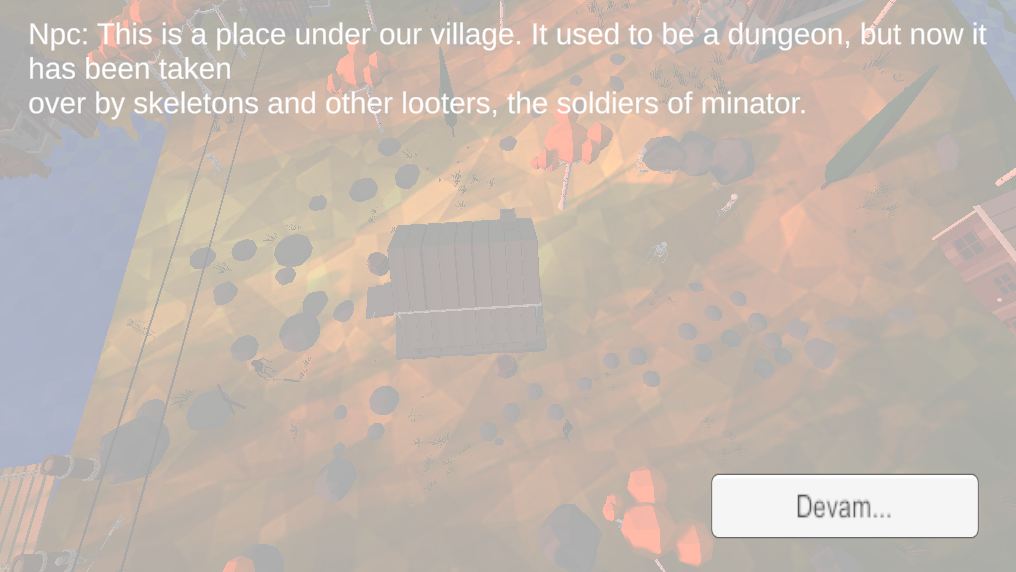 Npc: This is a place under our village. It used to be a dungeon, but now it
has been taken
over by skeletons and other looters, the soldiers of minator.
Devam...